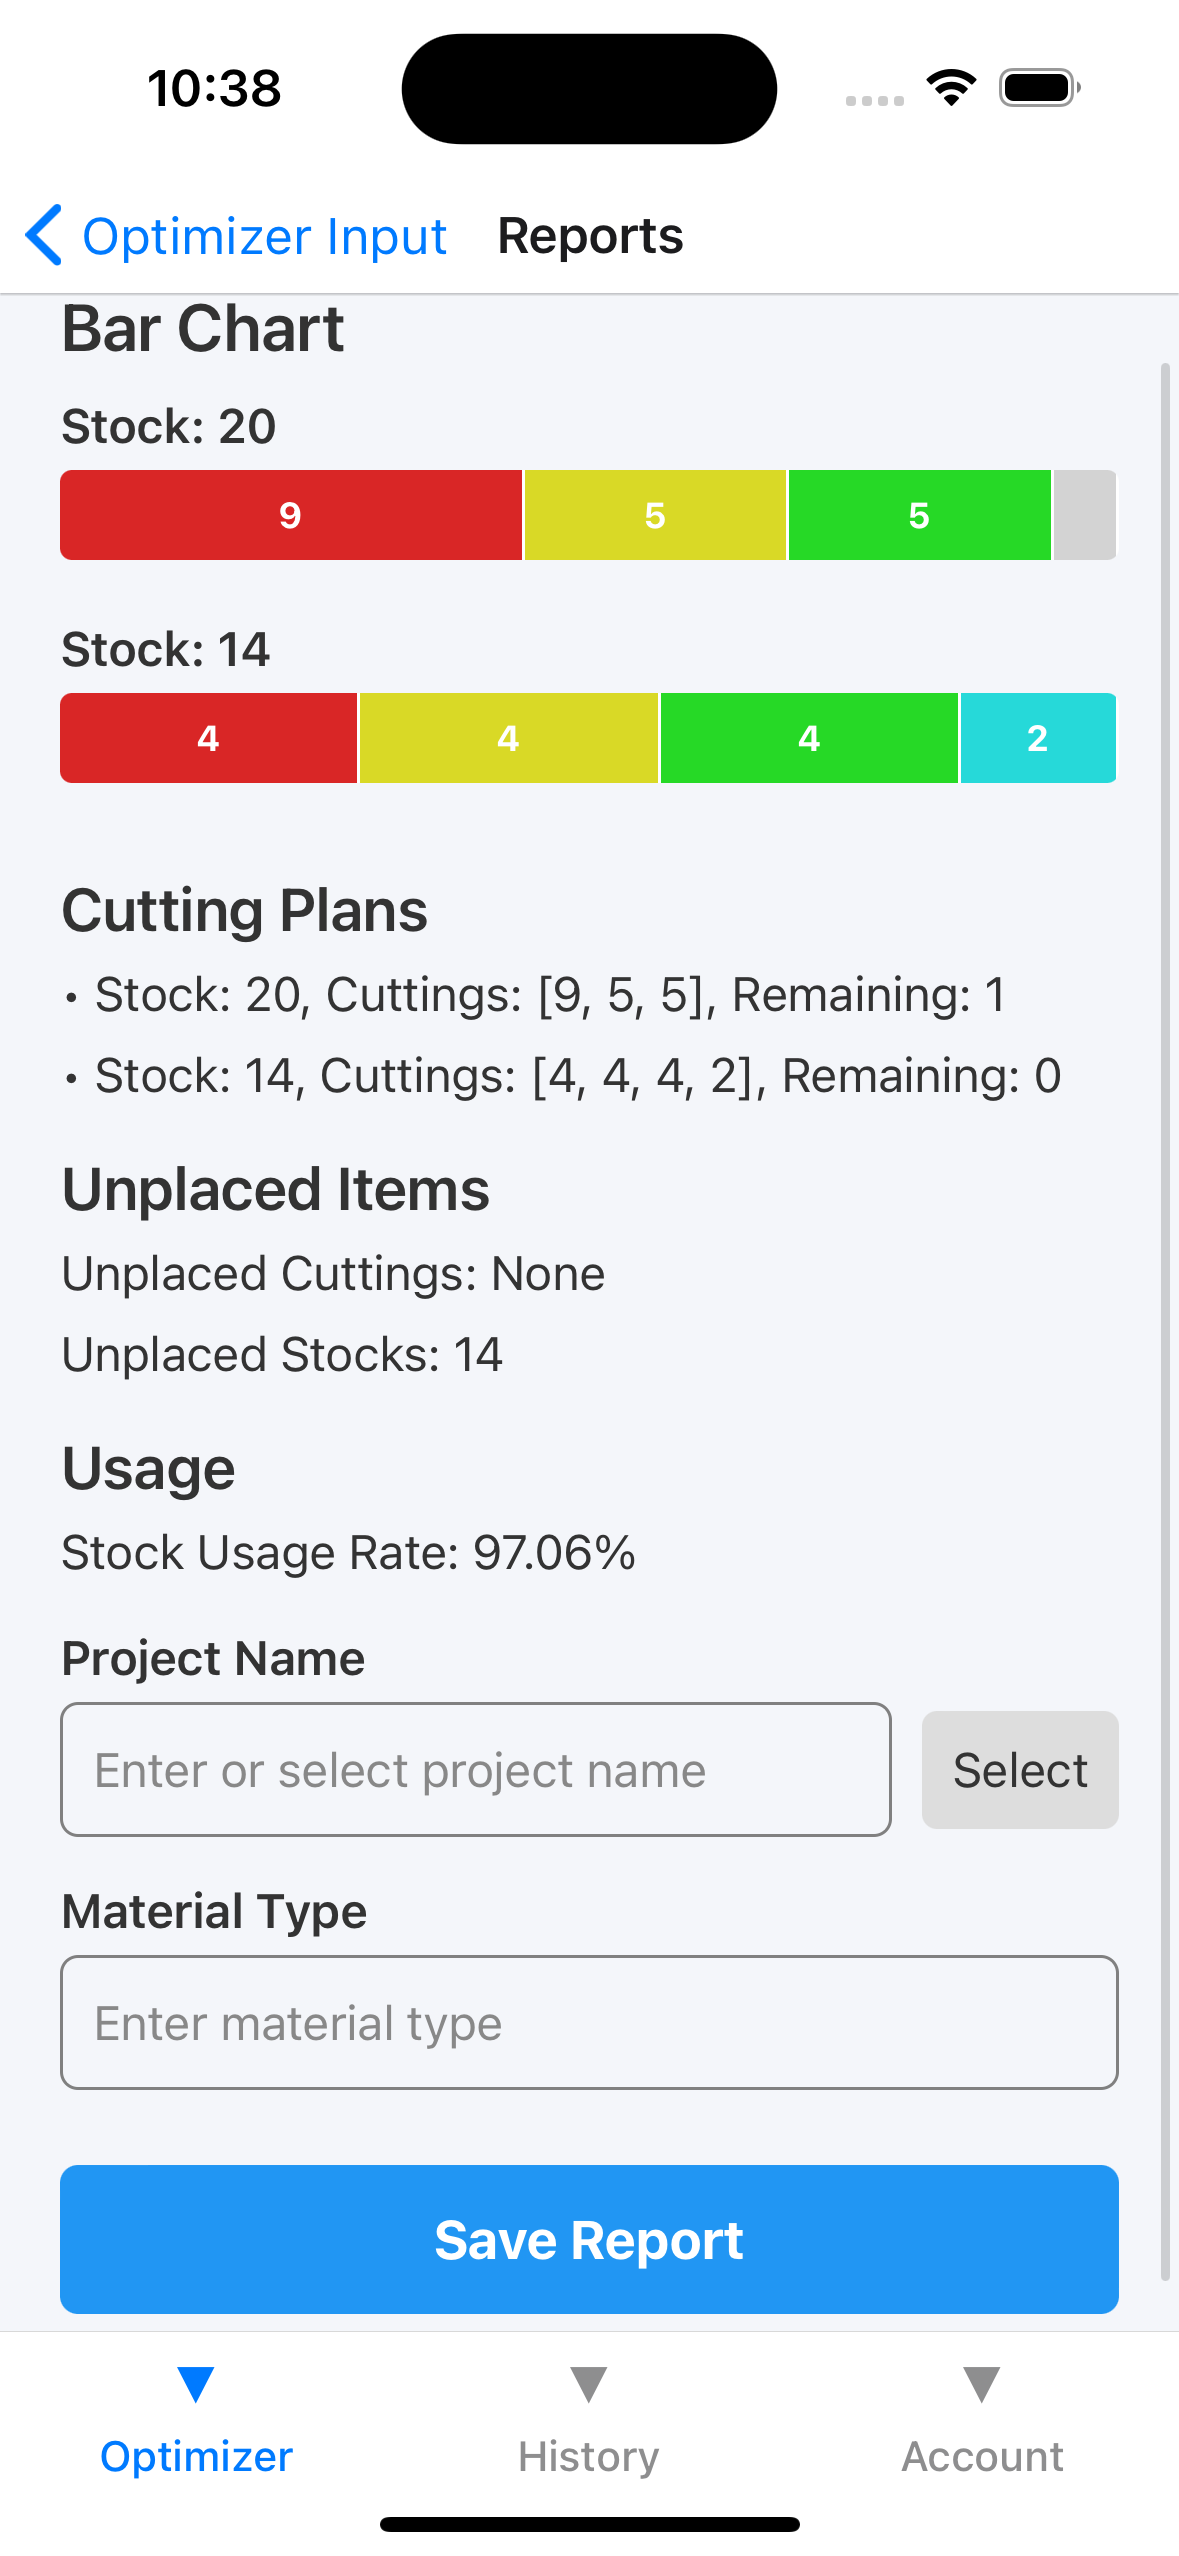 10:38
Optimizer Input Reports
Bar Chart
Stock: 20
9 5 5
Stock: 14
4 4 4 2
Cutting Plans
• Stock: 20, Cuttings: [9, 5, 5], Remaining: 1
• Stock: 14, Cuttings: [4, 4, 4, 2], Remaining: 0
Unplaced Items
Unplaced Cuttings: None
Unplaced Stocks: 14
Usage
Stock Usage Rate: 97.06%
Project Name
Enter or select project name Select
Material Type
Enter material type
Save Report
Optimizer History Account